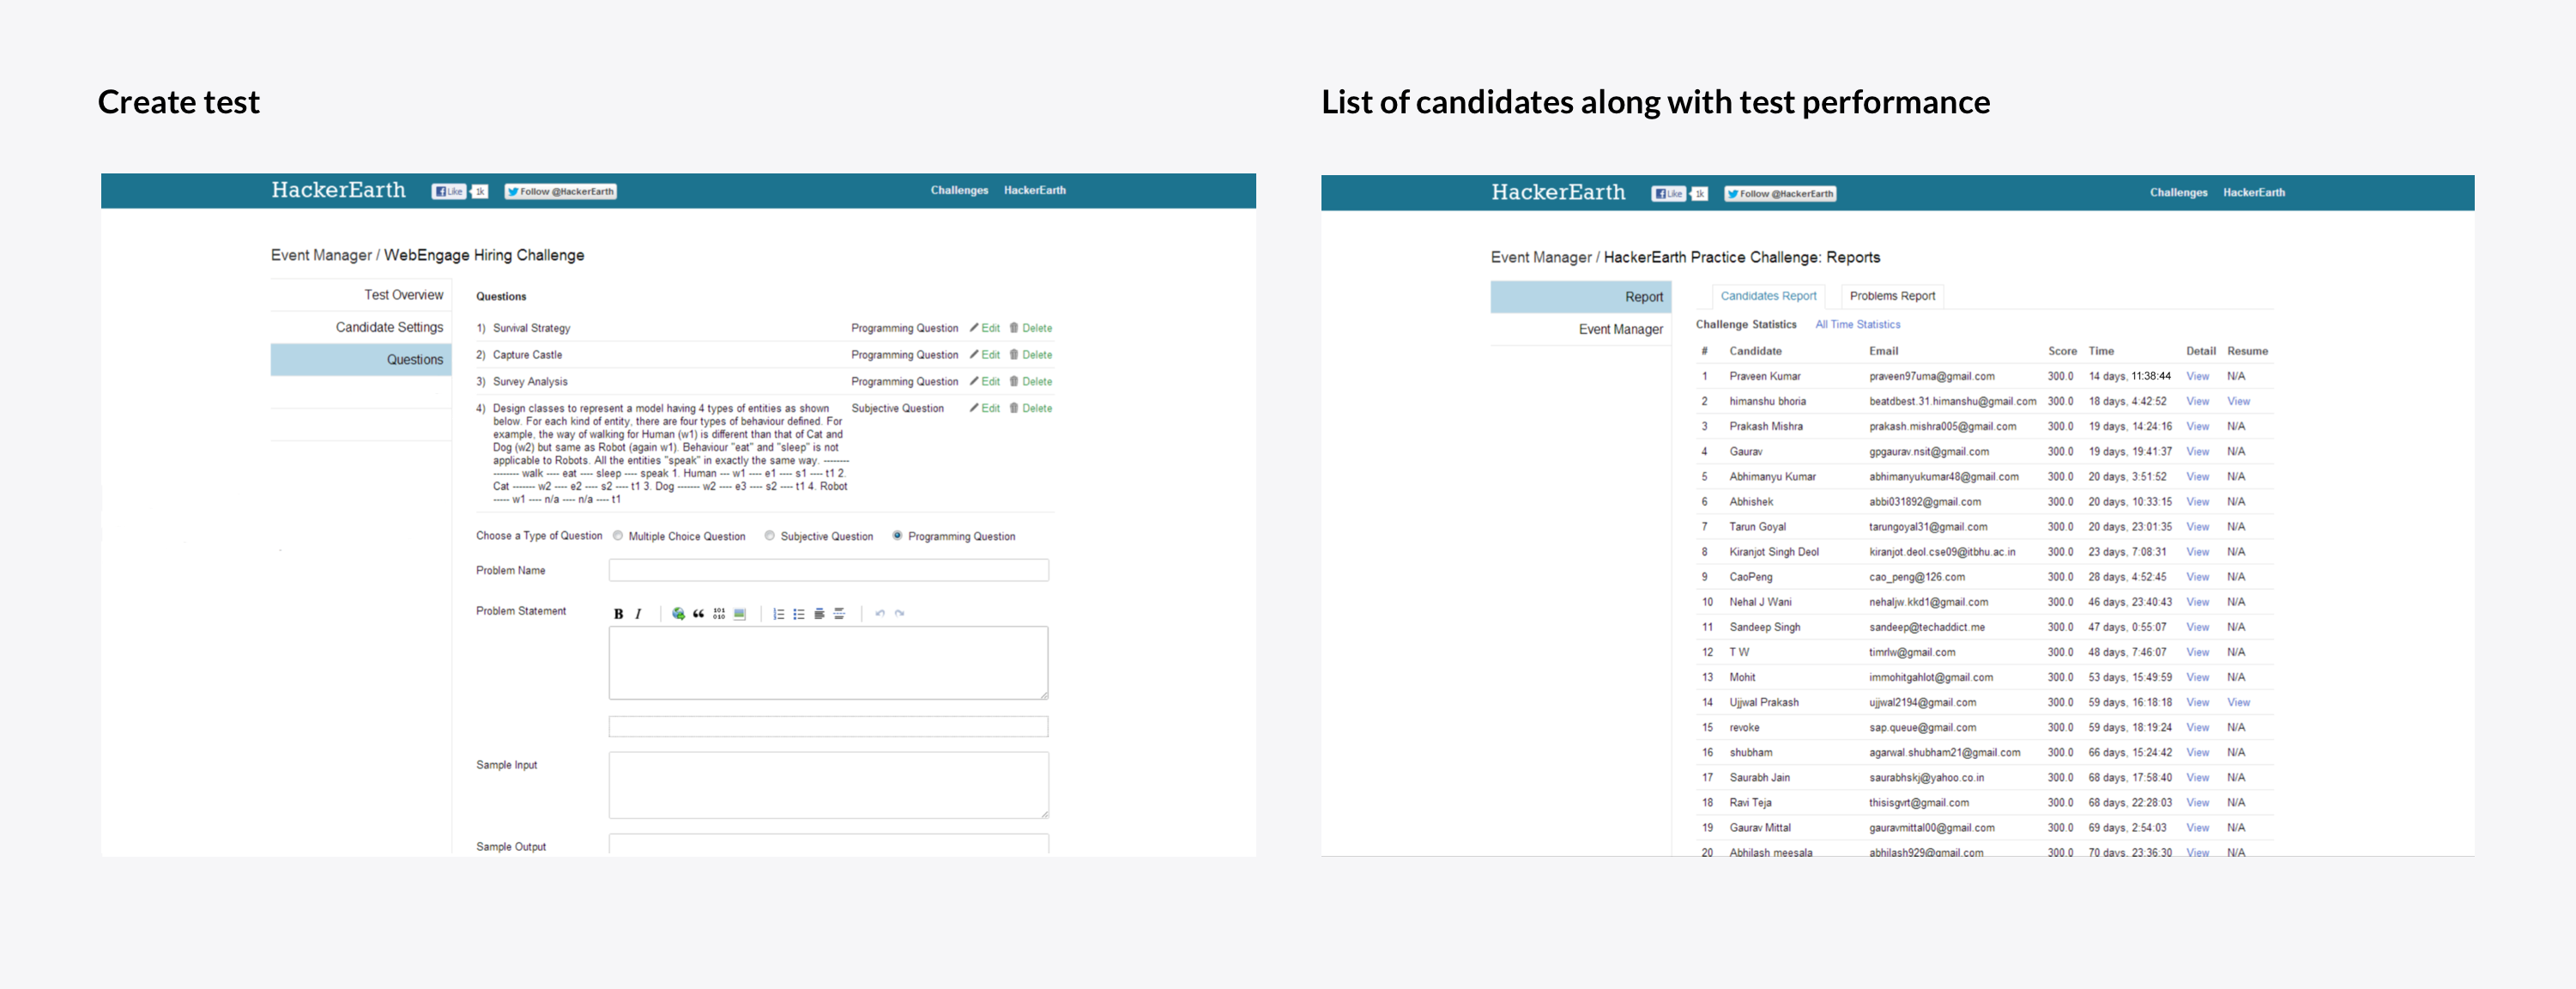 Create test
HackerEarth Like 1k Follow @HackerEarth Challenges HackerEarth
Event Manager / WebEngage Hiring Challenge
Test Overview
Candidate Settings
Questions
Questions
1) Survival Strategy Programming Question Edit Delete
2) Capture Castle Programming Question Edit Delete
3) Survey Analysis Programming Question Edit Delete
4) Design classes to represent a model having 4 types of entities as shown Subjective Question Edit Delete
below. For each kind of entity, there are four types of behaviour defined. For
example, the way of walking for Human (w1) is different than that of Cat and
Dog (w2) but same as Robot (again w1). Behaviour "eat" and "sleep" is not
applicable to Robots. All the entities "speak" in exactly the same way. --------
-------- walk ---- eat ---- sleep ---- speak 1. Human --- w1 ---- e1 ---- s1 ---- t1 2.
Cat ------ w2 ---- e2 ---- s2 ---- t1 3. Dog ------- w2 ---- e3 ---- s2 ---- t1 4. Robot
----- w1 ---- n/a ---- n/a ---- t1
Choose a Type of Question Multiple Choice Question Subjective Question Programming Question
Problem Name
Problem Statement B I 101 010
Sample Input
Sample Output
List of candidates along with test performance
HackerEarth Like 1k Follow @HackerEarth Challenges HackerEarth
Event Manager / HackerEarth Practice Challenge: Reports
Report
Event Manager
Candidates Report Problems Report
Challenge Statistics All Time Statistics
# Candidate Email Score Time Detail Resume
1 Praveen Kumar praveen97uma@gmail.com 300.0 14 days, 11:38:44 View N/A
2 himanshu bhoria beatdbest.31.himanshu@gmail.com 300.0 18 days, 4:42:52 View View
3 Prakash Mishra prakash.mishra005@gmail.com 300.0 19 days, 14:24:16 View N/A
4 Gaurav gpgaurav.nsit@gmail.com 300.0 19 days, 19:41:37 View N/A
5 Abhimanyu Kumar abhimanyukumar48@gmail.com 300.0 20 days, 3:51:52 View N/A
6 Abhishek abbi031892@gmail.com 300.0 20 days, 10:33:15 View N/A
7 Tarun Goyal tarungoyal31@gmail.com 300.0 20 days, 23:01:35 View N/A
8 Kiranjot Singh Deol kiranjot.deol.cse09@itbhu.ac.in 300.0 23 days, 7:08:31 View N/A
9 CaoPeng cao_peng@126.com 300.0 28 days, 4:52:45 View N/A
10 Nehal J Wani nehaljw.kkd1@gmail.com 300.0 46 days, 23:40:43 View N/A
11 Sandeep Singh sandeep@techaddict.me 300.0 47 days, 0:55:07 View N/A
12 T W timrlw@gmail.com 300.0 48 days, 7:46:07 View N/A
13 Mohit immohitgahlot@gmail.com 300.0 53 days, 15:49:59 View N/A
14 Ujjwal Prakash ujjwal2194@gmail.com 300.0 59 days, 16:18:18 View View
15 revoke sap.queue@gmail.com 300.0 59 days, 18:19:24 View N/A
16 shubham agarwal.shubham21@gmail.com 300.0 66 days, 15:24:42 View N/A
17 Saurabh Jain saurabhskj@yahoo.co.in 300.0 68 days, 17:58:40 View N/A
18 Ravi Teja thisisgvrt@gmail.com 300.0 68 days, 22:28:03 View N/A
19 Gaurav Mittal gauravmittal00@gmail.com 300.0 69 days, 2:54:03 View N/A
20 Abhilash meesala abhilash929@gmail.com 300.0 70 days, 23:36:30 View N/A